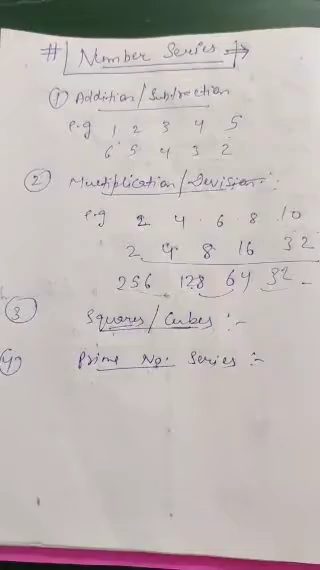 # Number Series →
① Addition/Subtraction
e.g 1 2 3 4 5
6 5 4 3 2
② Multiplication/Devision :
e.g 2 4 6 8 10
2 4 8 16 32
256 128 64 32 -
③ Squares/Cubes :-
④ Prime No. Series :-